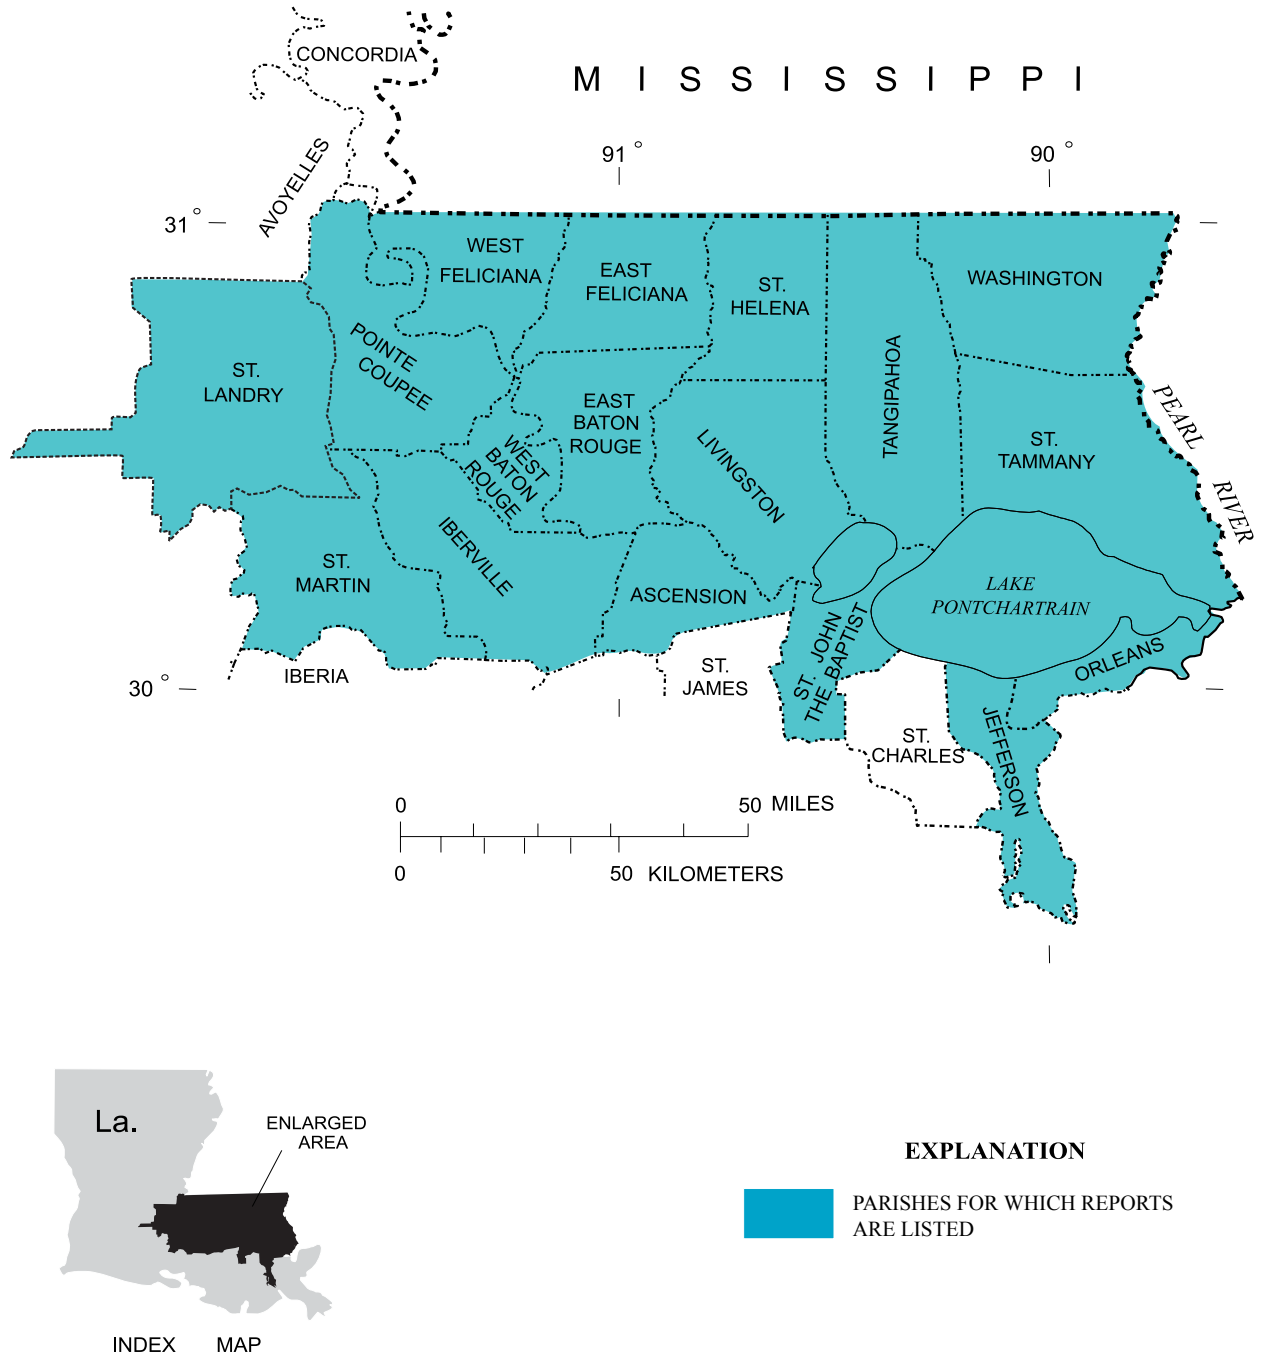 CONCORDIA
MISSISSIPPI
91°
90°
AVOYELLES
31°
WEST
FELICIANA
EAST
FELICIANA
ST.
HELENA
WASHINGTON
POINTE
COUPEE
TANGIPAHOA
ST.
LANDRY
PEARL
RIVER
EAST
BATON
ROUGE
WEST
BATON
ROUGE
LIVINGSTON
ST.
TAMMANY
IBERVILLE
ST.
MARTIN
ASCENSION
LAKE
PONTCHARTRAIN
ST. JOHN
THE BAPTIST
ORLEANS
IBERIA
30°
ST.
JAMES
ST.
CHARLES
JEFFERSON
0 50 MILES
0 50 KILOMETERS
La.
ENLARGED
AREA
INDEX MAP
EXPLANATION
PARISHES FOR WHICH REPORTS
ARE LISTED